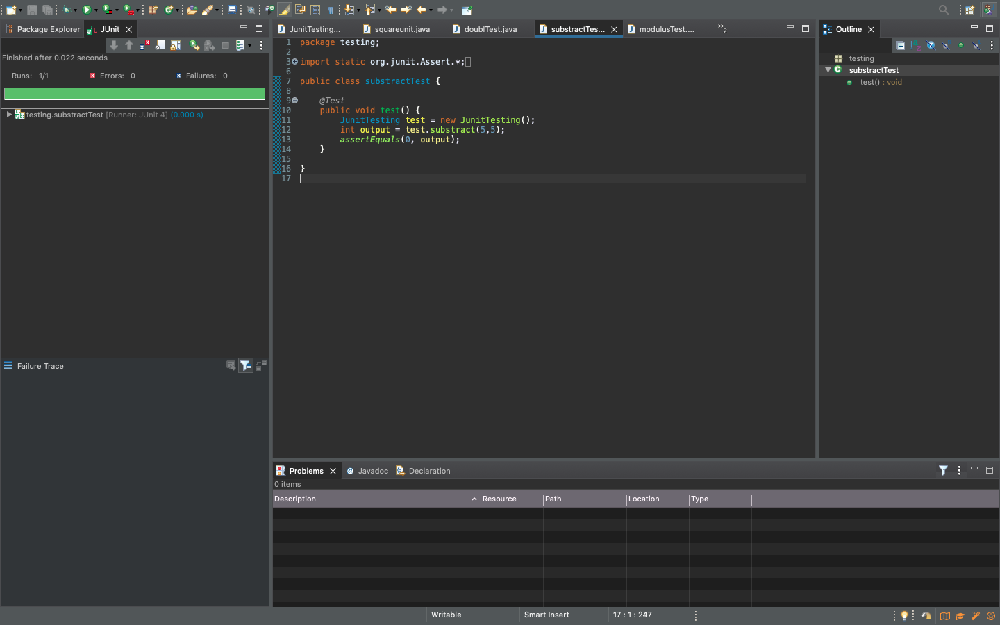 Package Explorer
JUnit
Finished after 0.022 seconds
Runs: 1/1
Errors: 0
Failures: 0
testing.substractTest [Runner: JUnit 4] (0.000 s)
Failure Trace
JunitTesting...
squareunit.java
doublTest.java
substractTes...
modulusTest....
»2
1 package testing;
2
3 import static org.junit.Assert.*;
6
7 public class substractTest {
8
9 @Test
10 public void test() {
11 JunitTesting test = new JunitTesting();
12 int output = test.substract(5,5);
13 assertEquals(0, output);
14 }
15
16 }
17
Outline
testing
substractTest
test() : void
Problems
Javadoc
Declaration
0 items
Description Resource Path Location Type
Writable Smart Insert 17 : 1 : 247